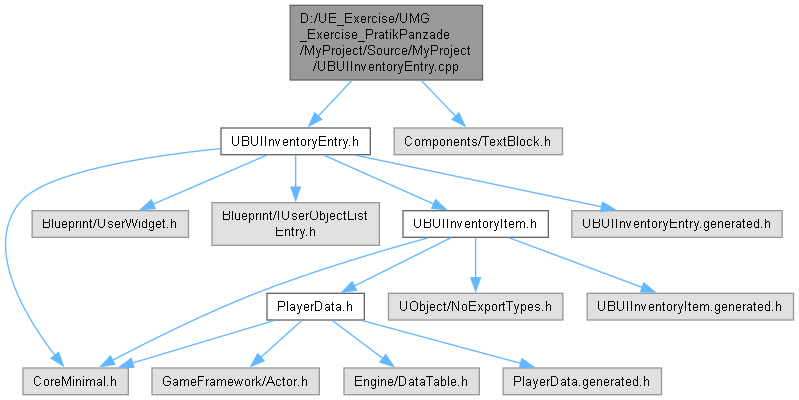 D:/UE_Exercise/UMG
_Exercise_PratikPanzade
/MyProject/Source/MyProject
/UBUIInventoryEntry.cpp
UBUIInventoryEntry.h
Components/TextBlock.h
Blueprint/UserWidget.h
Blueprint/IUserObjectList
Entry.h
UBUIInventoryItem.h
UBUIInventoryEntry.generated.h
PlayerData.h
UObject/NoExportTypes.h
UBUIInventoryItem.generated.h
CoreMinimal.h
GameFramework/Actor.h
Engine/DataTable.h
PlayerData.generated.h